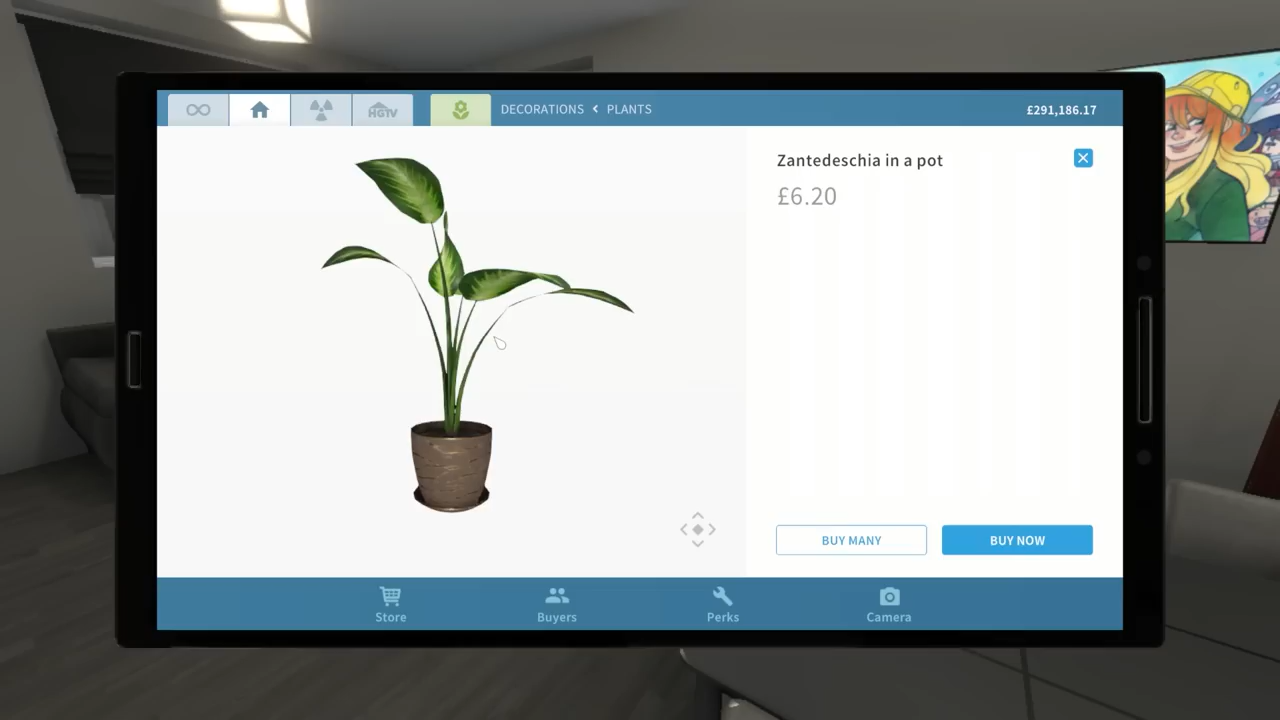 HGTV
DECORATIONS < PLANTS
£291,186.17
Zantedeschia in a pot
£6.20
BUY MANY
BUY NOW
Store
Buyers
Perks
Camera